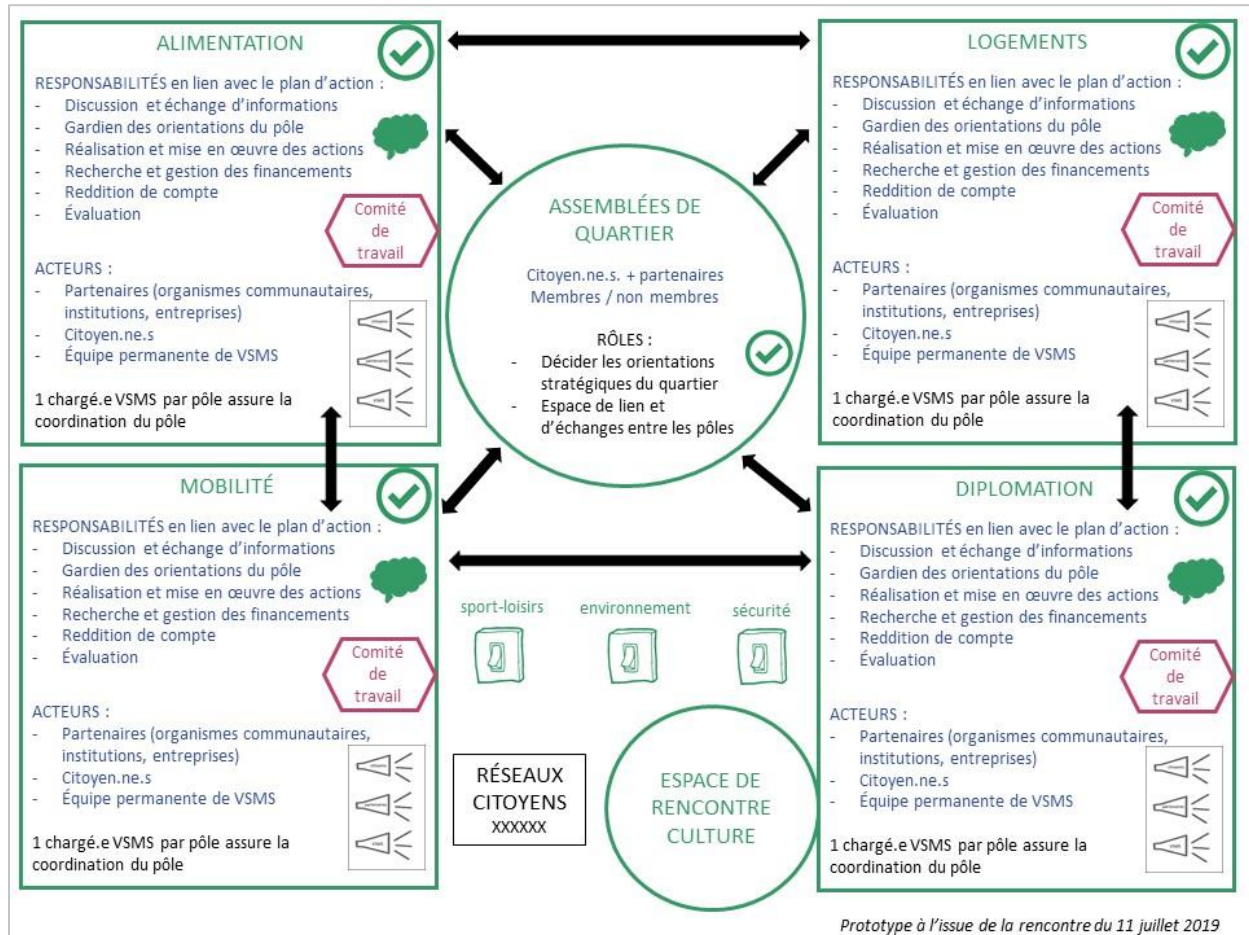 ALIMENTATION
RESPONSABILITÉS en lien avec le plan d'action :
- Discussion et échange d'informations
- Gardien des orientations du pôle
- Réalisation et mise en œuvre des actions
- Recherche et gestion des financements
- Reddition de compte
- Évaluation
Comité
de
travail
ACTEURS :
- Partenaires (organismes communautaires,
institutions, entreprises)
- Citoyen.ne.s
- Équipe permanente de VSMS
1 chargé.e VSMS par pôle assure la
coordination du pôle
LOGEMENTS
RESPONSABILITÉS en lien avec le plan d'action :
- Discussion et échange d'informations
- Gardien des orientations du pôle
- Réalisation et mise en œuvre des actions
- Recherche et gestion des financements
- Reddition de compte
- Évaluation
Comité
de
travail
ACTEURS :
- Partenaires (organismes communautaires,
institutions, entreprises)
- Citoyen.ne.s
- Équipe permanente de VSMS
1 chargé.e VSMS par pôle assure la
coordination du pôle
ASSEMBLÉES DE
QUARTIER
Citoyen.ne.s. + partenaires
Membres / non membres
RÔLES :
- Décider les orientations
stratégiques du quartier
- Espace de lien et
d'échanges entre les pôles
MOBILITÉ
RESPONSABILITÉS en lien avec le plan d'action :
- Discussion et échange d'informations
- Gardien des orientations du pôle
- Réalisation et mise en œuvre des actions
- Recherche et gestion des financements
- Reddition de compte
- Évaluation
Comité
de
travail
ACTEURS :
- Partenaires (organismes communautaires,
institutions, entreprises)
- Citoyen.ne.s
- Équipe permanente de VSMS
1 chargé.e VSMS par pôle assure la
coordination du pôle
sport-loisirs environnement sécurité
RÉSEAUX
CITOYENS
XXXXXX
ESPACE DE
RENCONTRE
CULTURE
DIPLOMATION
RESPONSABILITÉS en lien avec le plan d'action :
- Discussion et échange d'informations
- Gardien des orientations du pôle
- Réalisation et mise en œuvre des actions
- Recherche et gestion des financements
- Reddition de compte
- Évaluation
Comité
de
travail
ACTEURS :
- Partenaires (organismes communautaires,
institutions, entreprises)
- Citoyen.ne.s
- Équipe permanente de VSMS
1 chargé.e VSMS par pôle assure la
coordination du pôle
Prototype à l'issue de la rencontre du 11 juillet 2019